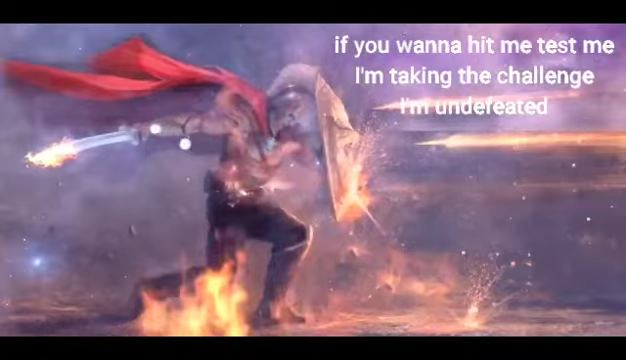 if you wanna hit me test me
I'm taking the challenge
I'm undefeated